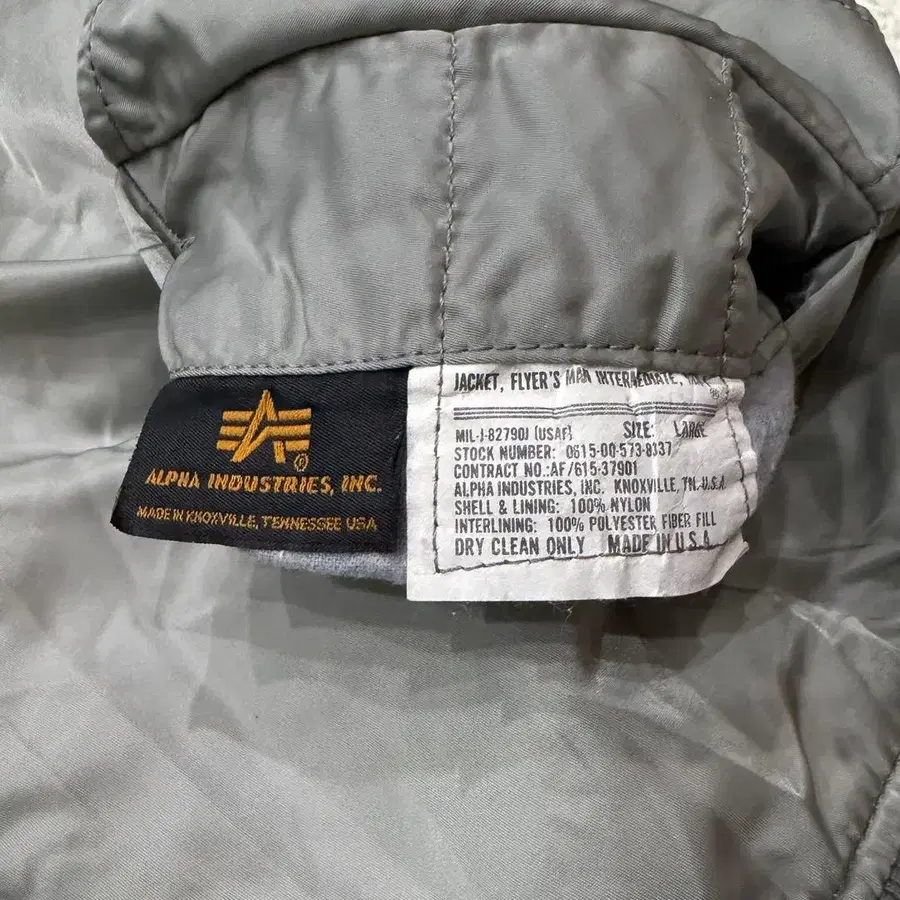 ALPHA INDUSTRIES, INC.
MADE IN KNOXVILLE, TENNESSEE USA
JACKET, FLYER'S MAN INTERMEDIATE,
MIL-J-82790J (USAF) SIZE: LARGE
STOCK NUMBER: 0615-00-573-8337
CONTRACT NO.:AF/615-37901
ALPHA INDUSTRIES, INC. KNOXVILLE, TN. U.S.A.
SHELL & LINING: 100% NYLON
INTERLINING: 100% POLYESTER FIBER FILL
DRY CLEAN ONLY MADE IN U.S.A.